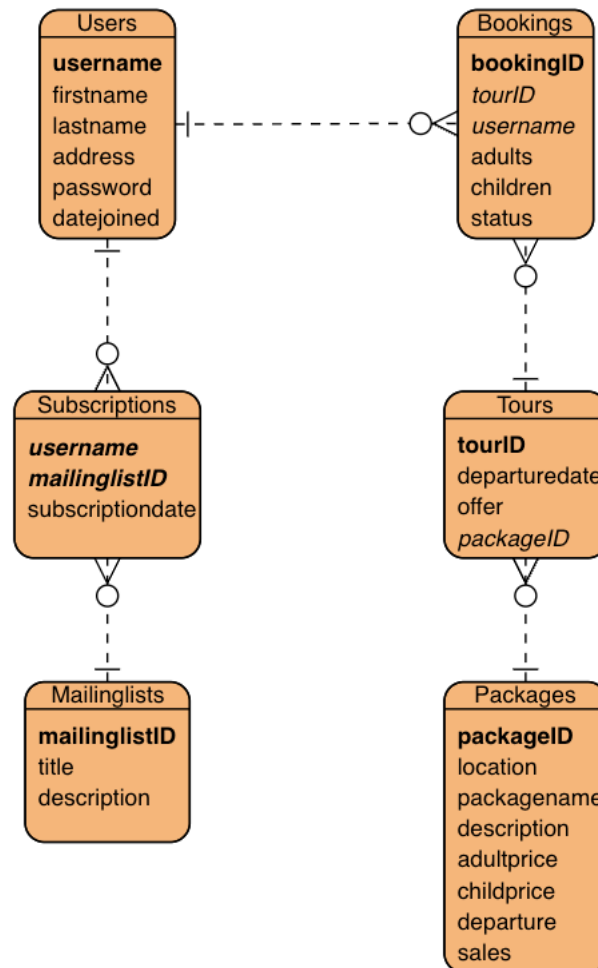 Users
username
firstname
lastname
address
password
datejoined
Bookings
bookingID
tourID
username
adults
children
status
Subscriptions
username
mailinglistID
subscriptiondate
Tours
tourID
departuredate
offer
packageID
Mailinglists
mailinglistID
title
description
Packages
packageID
location
packagename
description
adultprice
childprice
departure
sales